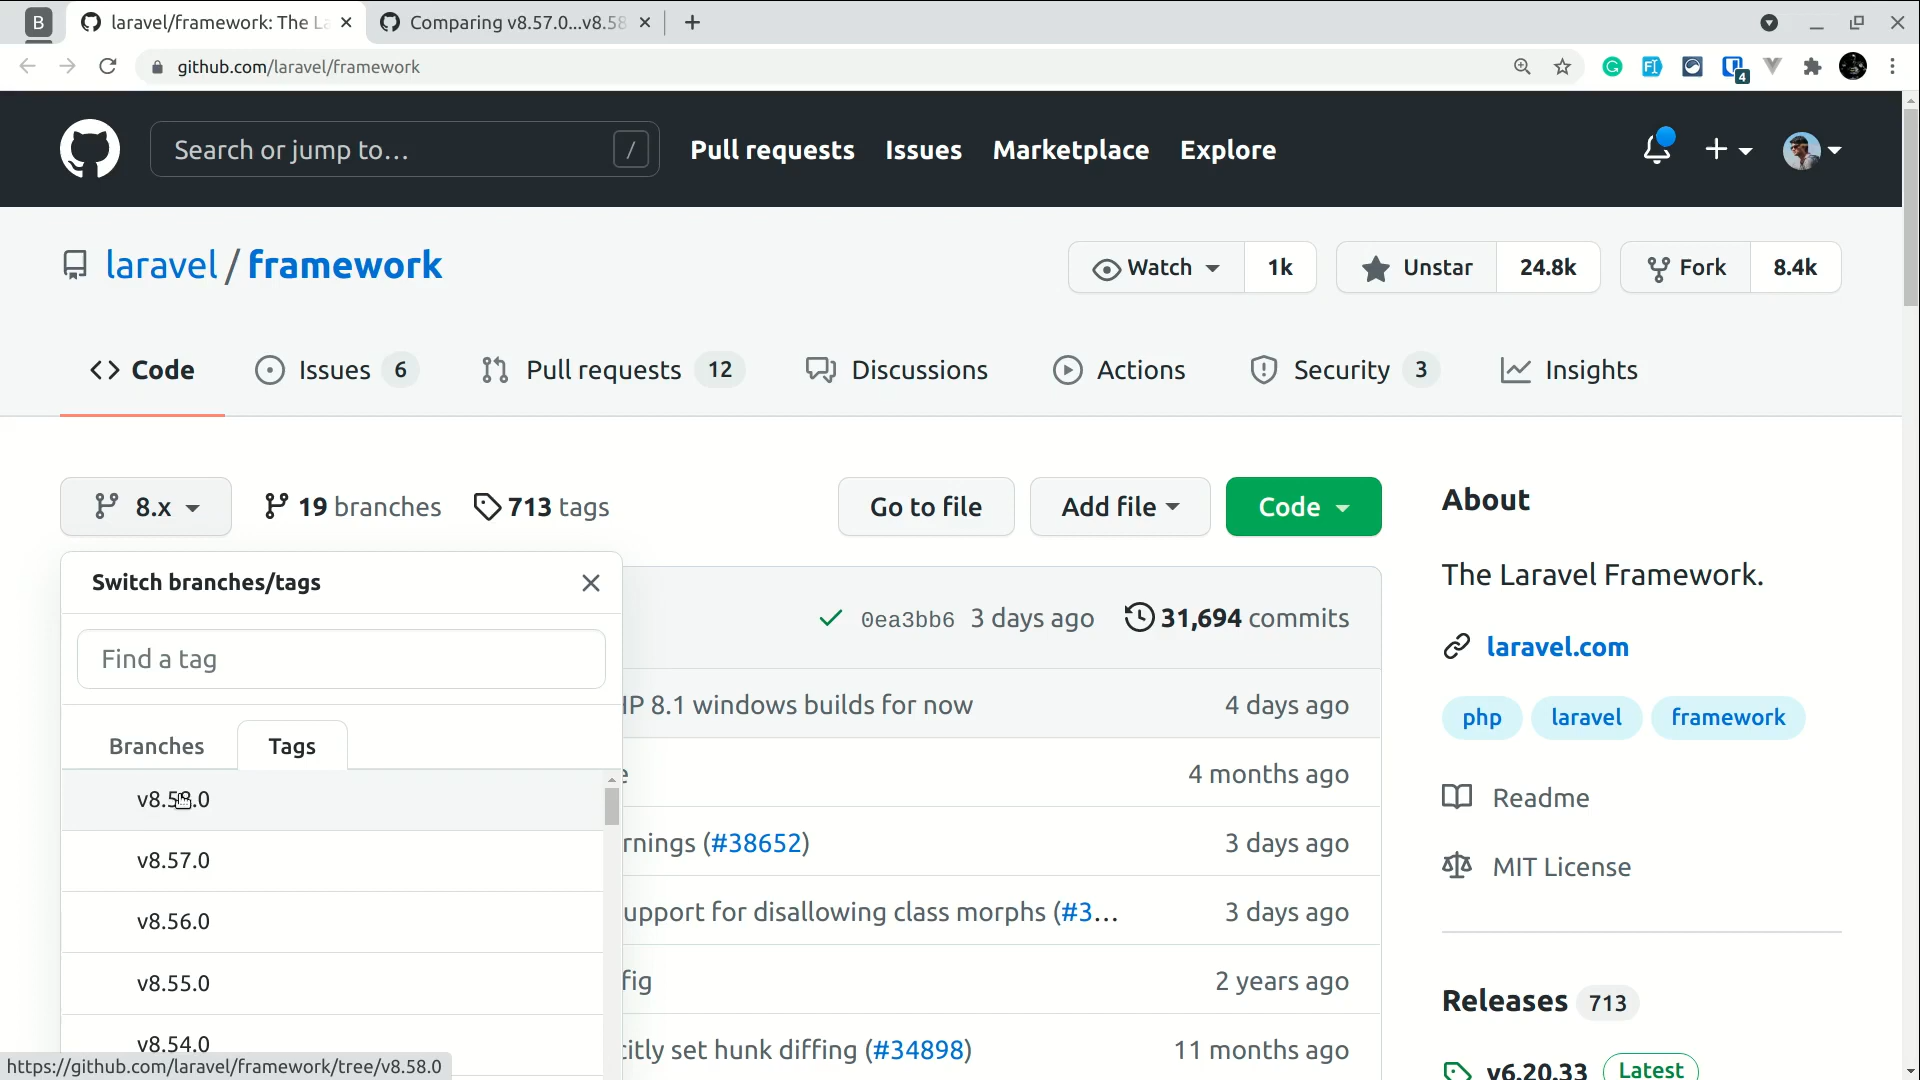 B
laravel/framework: The La
Comparing v8.57.0...v8.58
github.com/laravel/framework
4
Search or jump to...
/
Pull requests
Issues
Marketplace
Explore
laravel / framework
Watch
1k
Unstar
24.8k
Fork
8.4k
Code
Issues 6
Pull requests 12
Discussions
Actions
Security 3
Insights
8.x
19 branches
713 tags
Go to file
Add file
Code
About
Switch branches/tags
The Laravel Framework.
0ea3bb6 3 days ago
31,694 commits
laravel.com
Find a tag
HP 8.1 windows builds for now
4 days ago
php
laravel
framework
Branches
Tags
e
4 months ago
v8.58.0
Readme
rnings (#38652)
3 days ago
v8.57.0
MIT License
v8.56.0
upport for disallowing class morphs (#3...
3 days ago
v8.55.0
fig
2 years ago
Releases 713
v8.54.0
citly set hunk diffing (#34898)
11 months ago
v6.20.33
Latest
https://github.com/laravel/framework/tree/v8.58.0